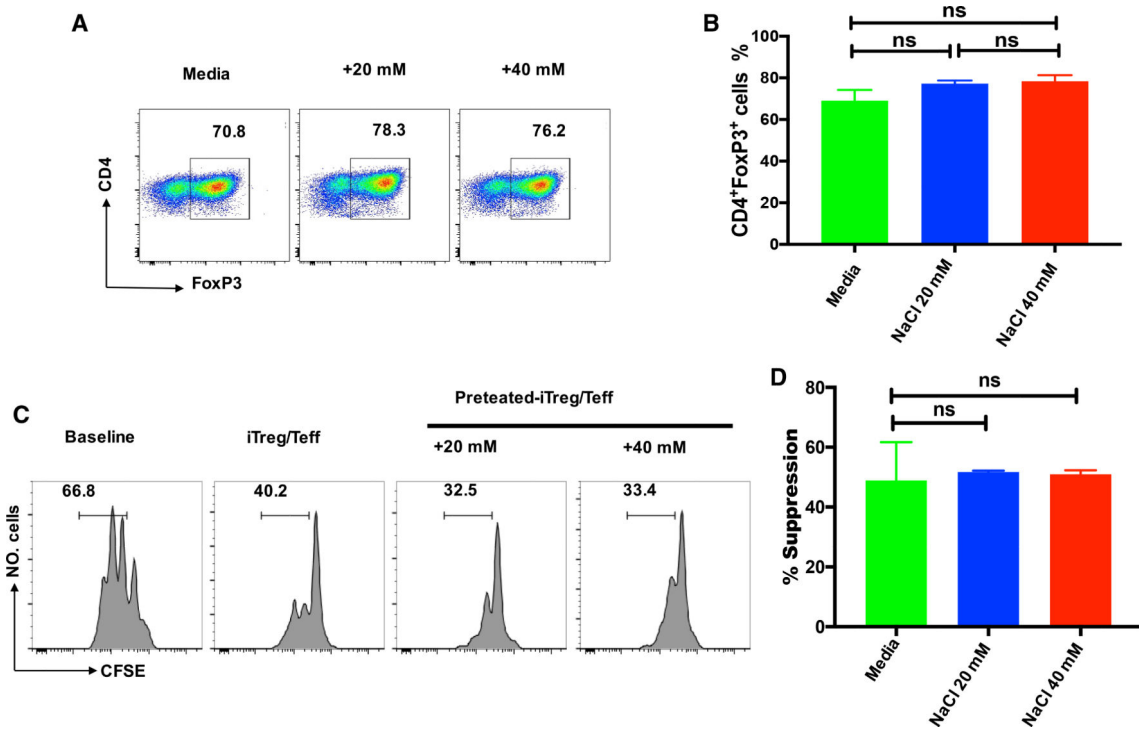 A
Media
+20 mM
+40 mM
70.8
78.3
76.2
CD4
FoxP3
B
CD4+FoxP3+ cells %
100
80
60
40
20
0
ns
ns
ns
Media
NaCl 20 mM
NaCl 40 mM
C
Preteated-iTreg/Teff
Baseline
iTreg/Teff
+20 mM
+40 mM
66.8
40.2
32.5
33.4
NO. cells
CFSE
D
% Suppression
80
60
40
20
0
ns
ns
Media
NaCl 20 mM
NaCl 40 mM